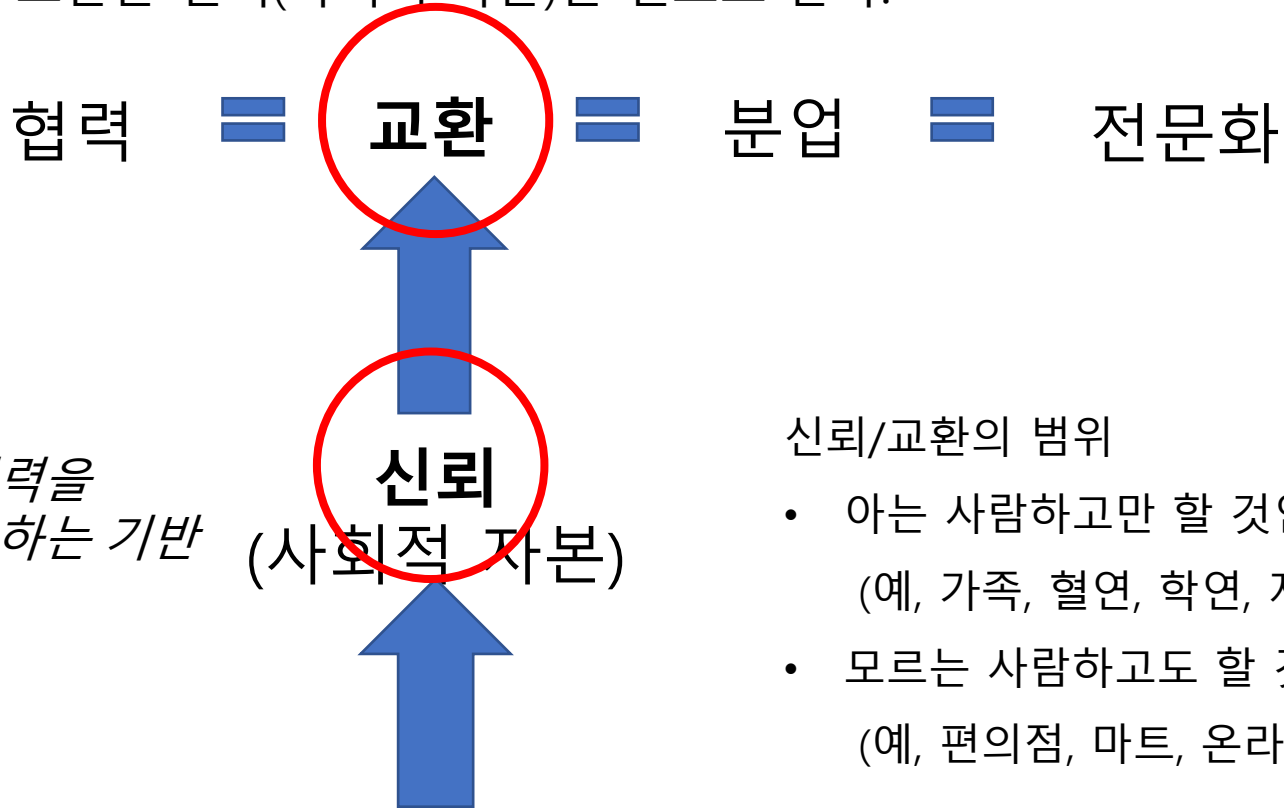 협력 = 교환 = 분업 = 전문화
신뢰
(사회적 자본)
하는 기반
신뢰/교환의 범위
• 아는 사람하고만 할 것
(예, 가족, 혈연, 학연,
• 모르는 사람하고도 할
(예, 편의점, 마트, 온라